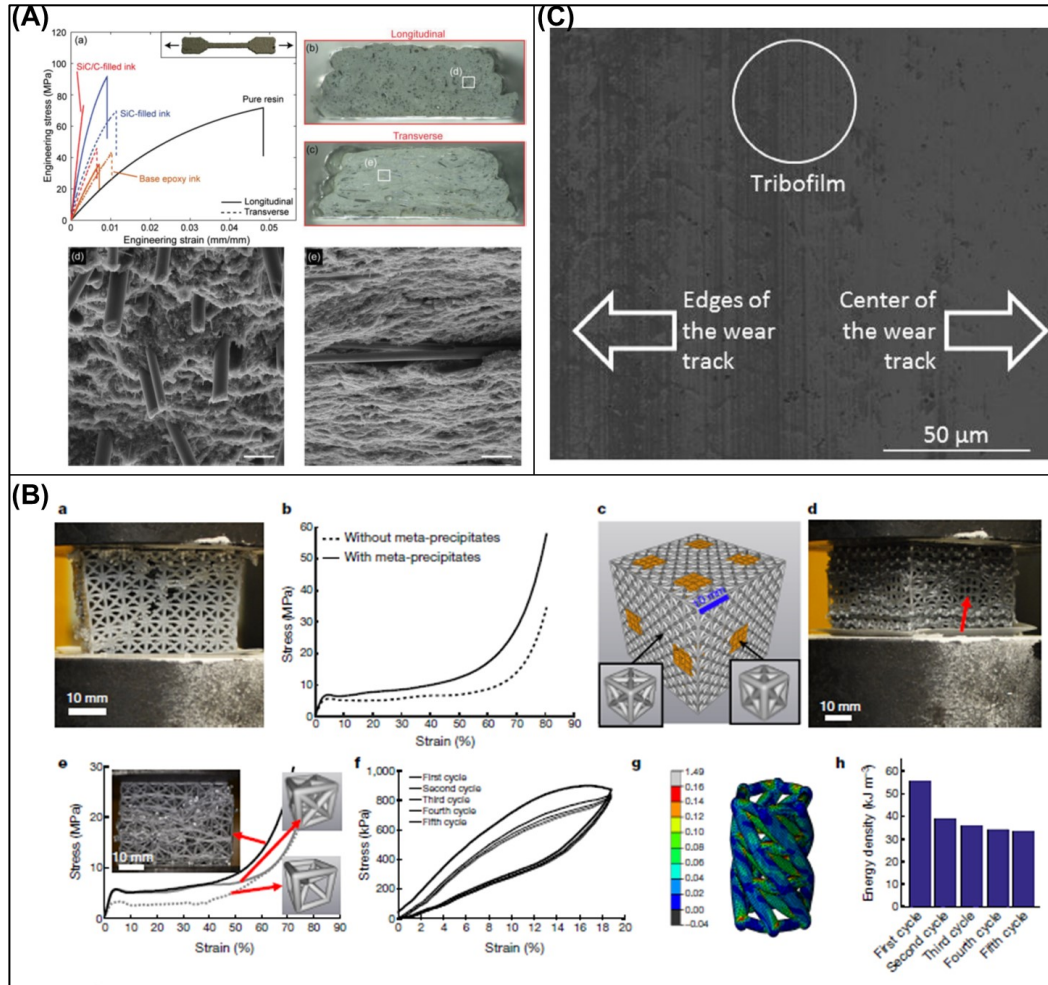 (A)
(a)
120
100
80
60
40
20
0
Engineering stress (MPa)
SiC/C-filled ink
SiC-filled ink
Pure resin
Base epoxy ink
Longitudinal
Transverse
0 0.01 0.02 0.03 0.04 0.05
Engineering strain (mm/mm)
Longitudinal
(b)
(d)
Transverse
(c)
(e)
(d)
(e)
(C)
Tribofilm
Edges of
the wear
track
Center of
the wear
track
50 µm
(B)
a
10 mm
b
60
50
40
30
20
10
0
Stress (MPa)
Without meta-precipitates
With meta-precipitates
0 10 20 30 40 50 60 70 80 90
Strain (%)
c
10 mm
d
10 mm
e
30
20
10
0
Stress (MPa)
10 mm
0 10 20 30 40 50 60 70 80 90
Strain (%)
f
1,000
800
600
400
200
0
Stress (kPa)
First cycle
Second cycle
Third cycle
Fourth cycle
Fifth cycle
0 2 4 6 8 10 12 14 16 18 20
Strain (%)
g
1.49
0.16
0.14
0.12
0.10
0.08
0.06
0.04
0.02
0.00
−0.04
h
60
50
40
30
20
10
0
Energy density (kJ m⁻³)
First cycle
Second cycle
Third cycle
Fourth cycle
Fifth cycle